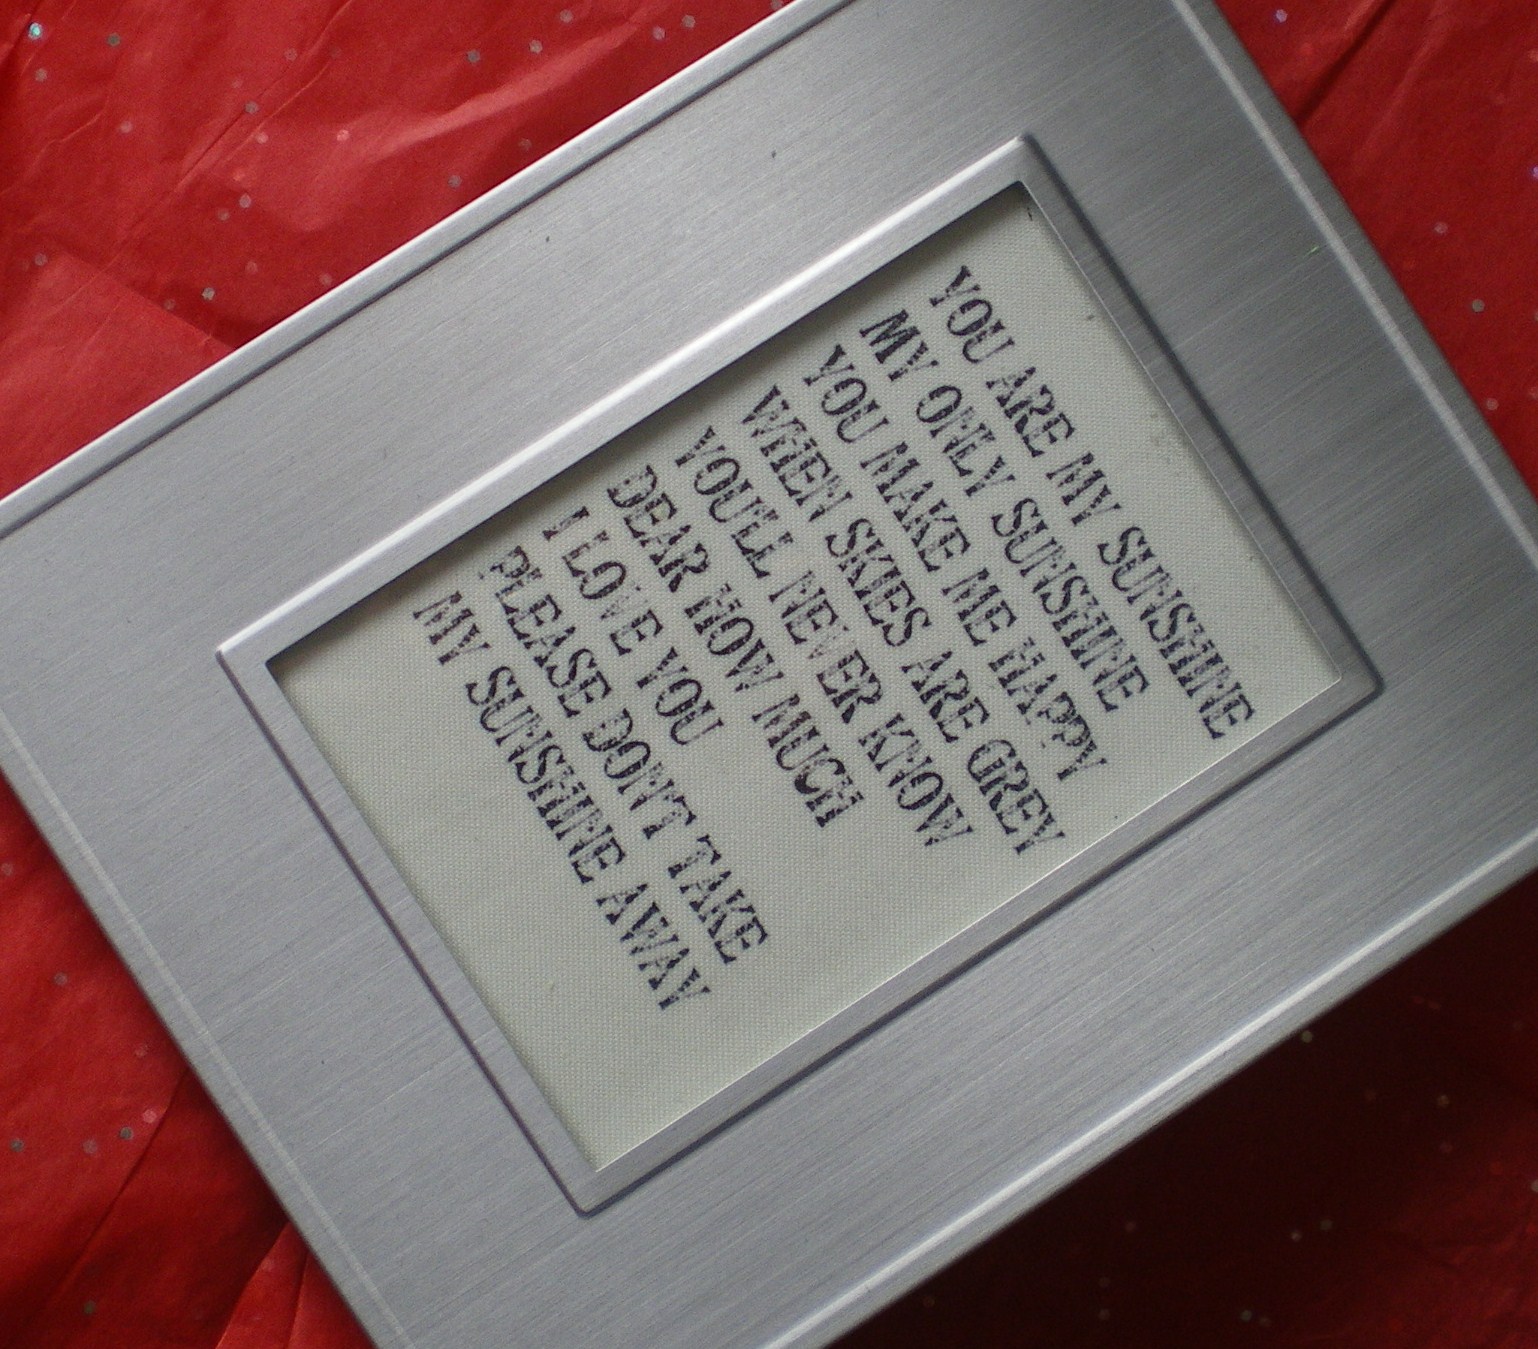 YOU ARE MY SUNSHINE
MY ONLY SUNSHINE
YOU MAKE ME HAPPY
WHEN SKIES ARE GREY
YOU'LL NEVER KNOW
DEAR HOW MUCH
I LOVE YOU
PLEASE DON'T TAKE
MY SUNSHINE AWAY